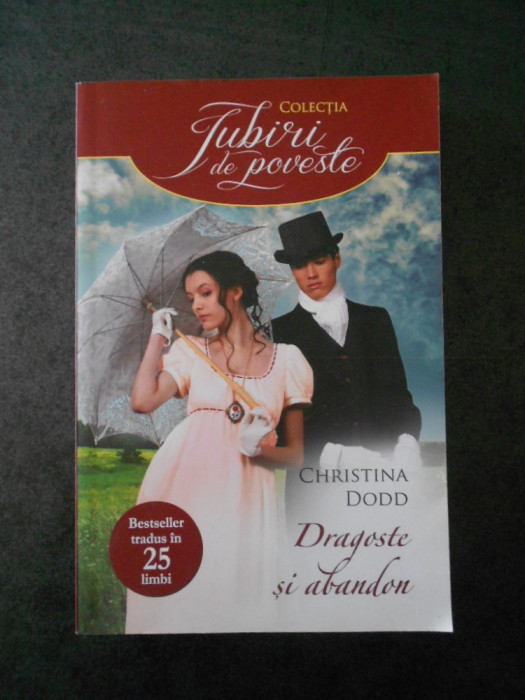 COLECȚIA
Iubiri
de poveste
CHRISTINA
DODD
Dragoste
și abandon
Bestseller
tradus în
25
limbi